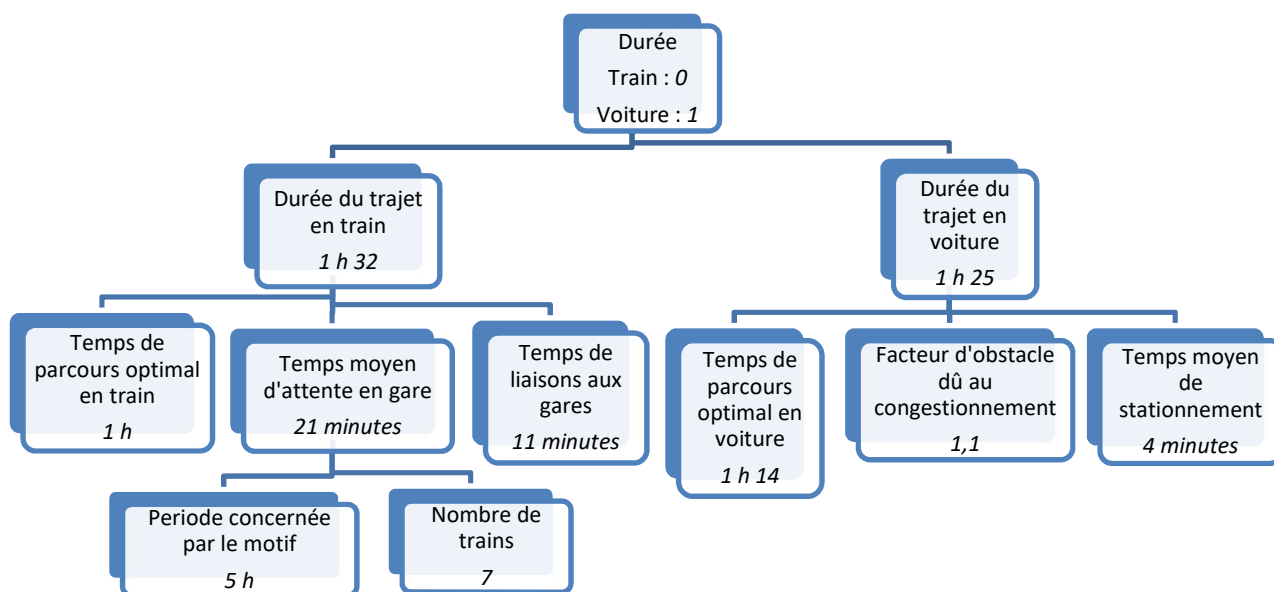 Durée
Train : 0
Voiture : 1
Durée du trajet
en train
1 h 32
Durée du
trajet en
voiture
1 h 25
Temps de
parcours optimal
en train
1 h
Temps moyen
d'attente en gare
21 minutes
Temps de
liaisons aux
gares
11 minutes
Temps de
parcours
optimal en
voiture
1 h 14
Facteur d'obstacle
dû au
congestionnement
1,1
Temps moyen
de
stationnement
4 minutes
Periode concernée
par le motif
5 h
Nombre de
trains
7